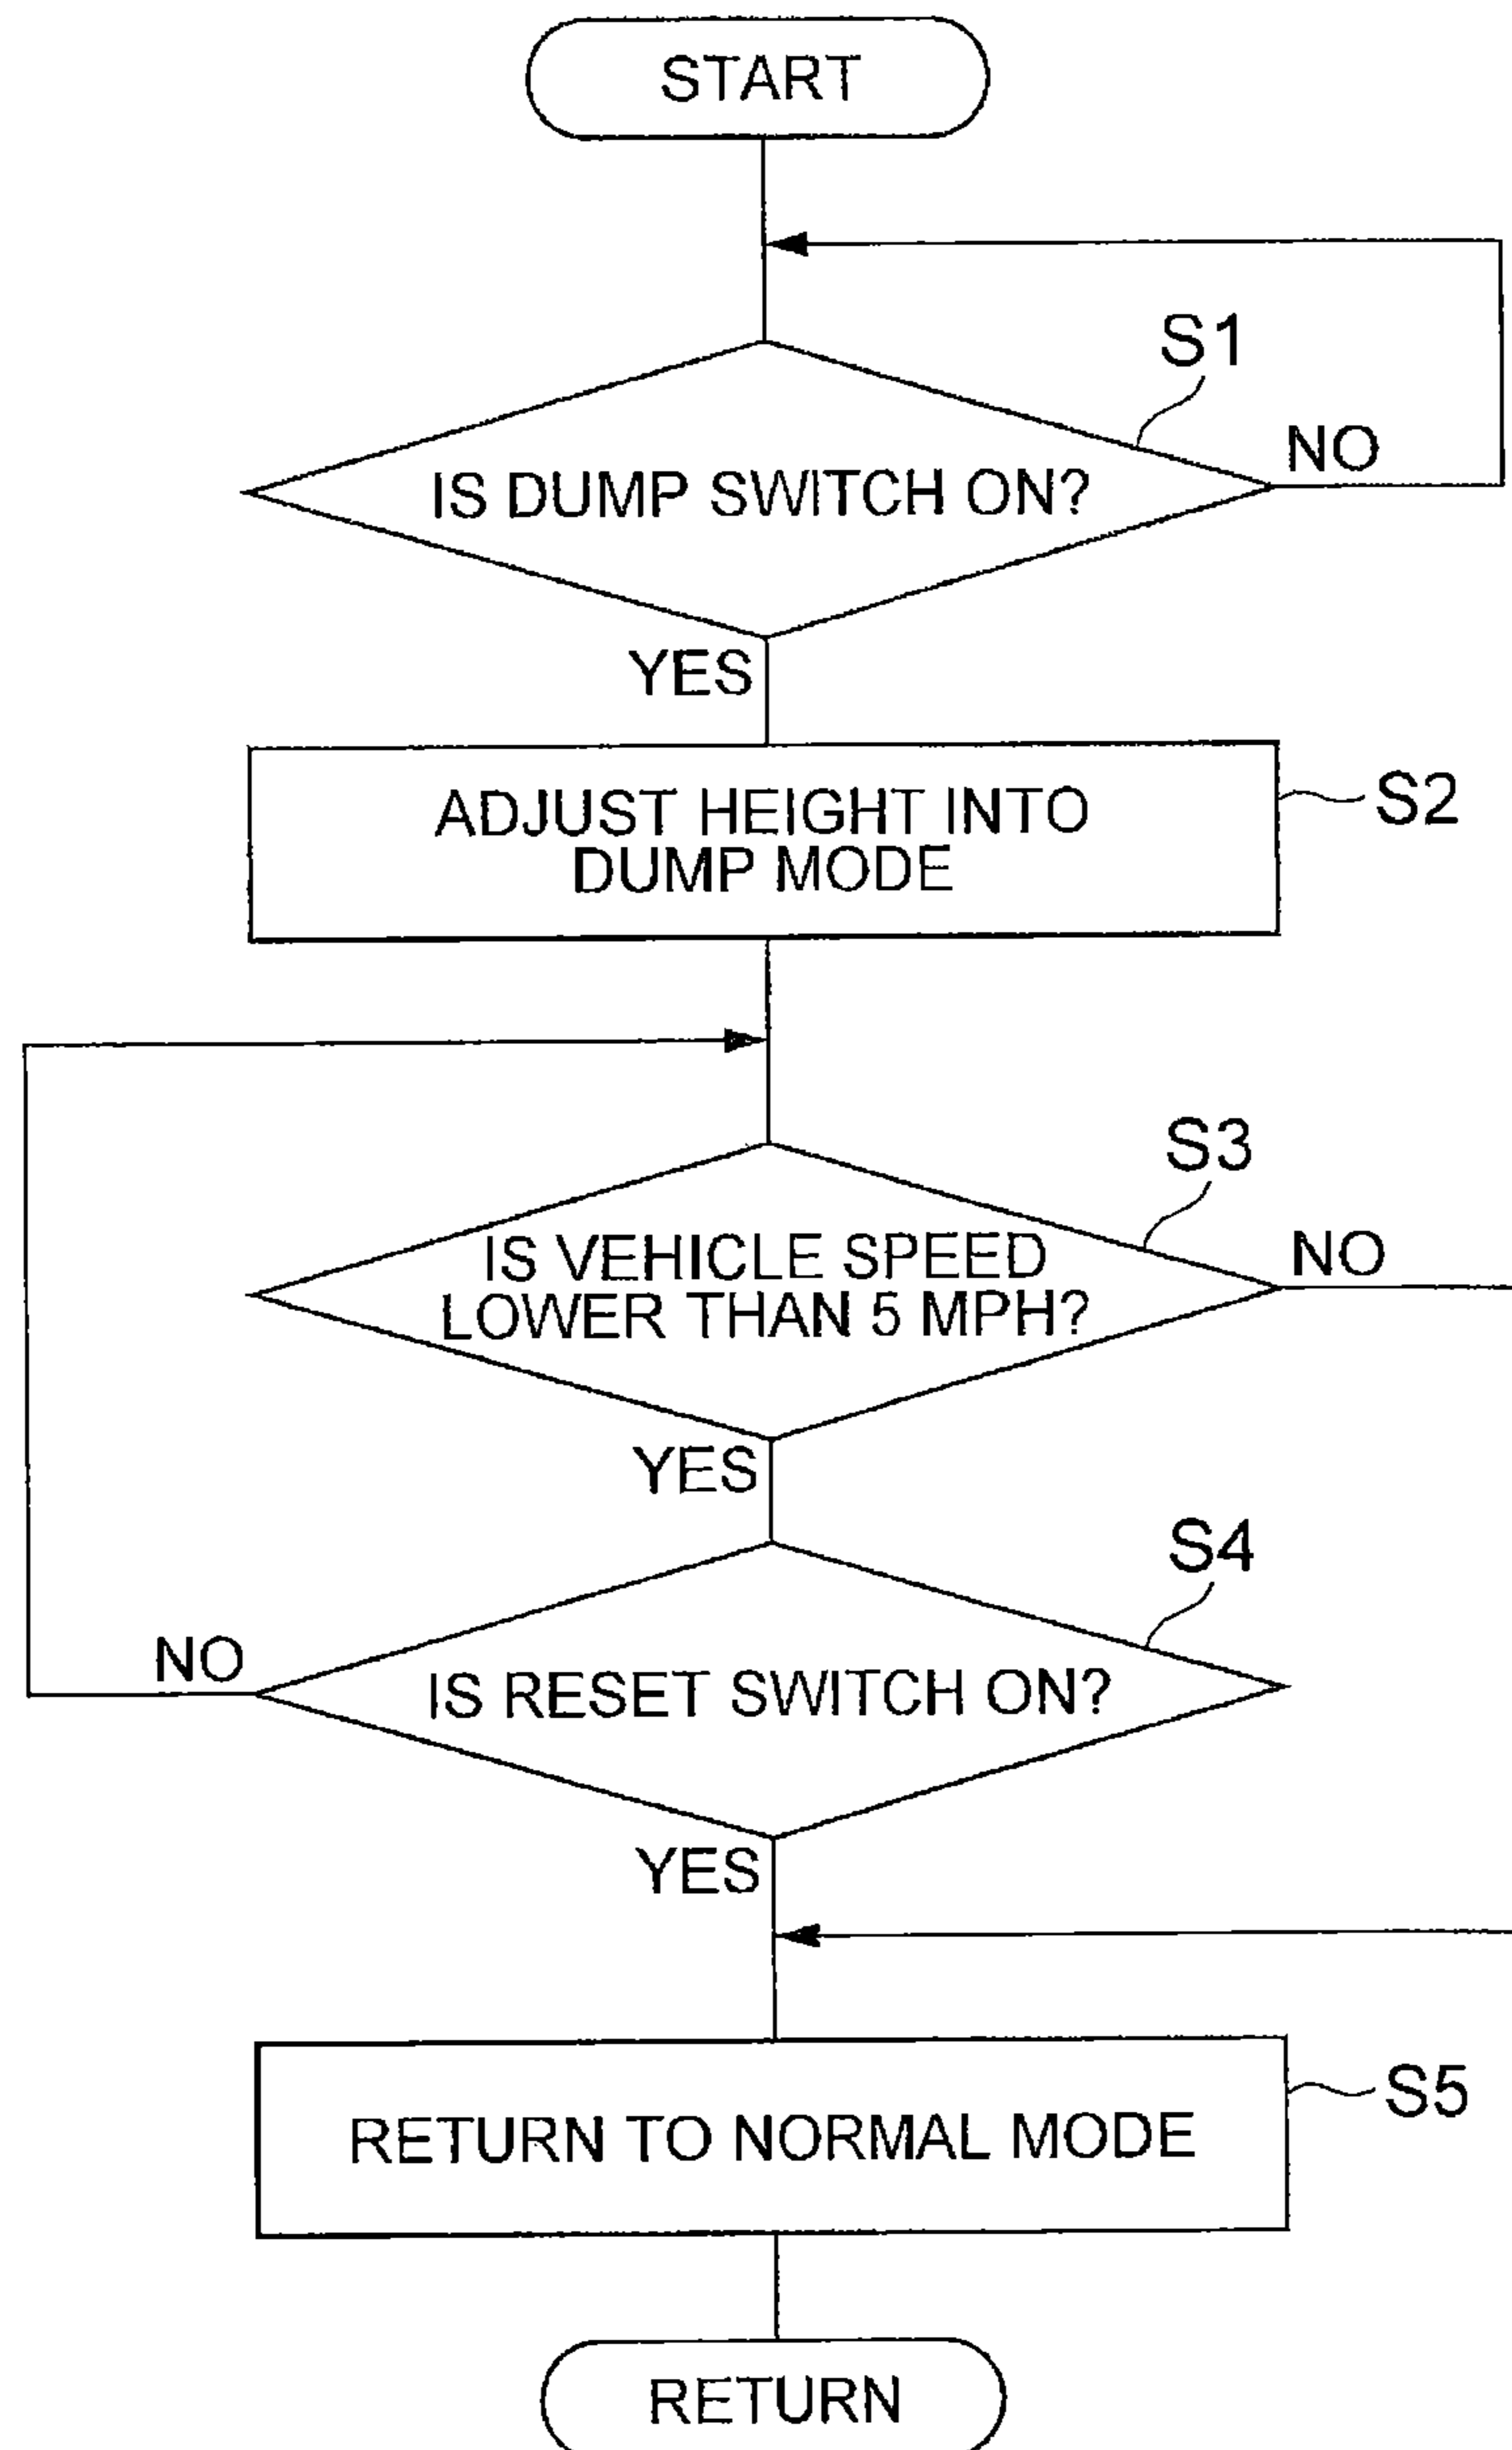 START
S1
NO
IS DUMP SWITCH ON?
YES
ADJUST HEIGHT INTO
DUMP MODE
S2
S3
NO
IS VEHICLE SPEED
LOWER THAN 5 MPH?
YES
S4
NO
IS RESET SWITCH ON?
YES
RETURN TO NORMAL MODE
S5
RETURN